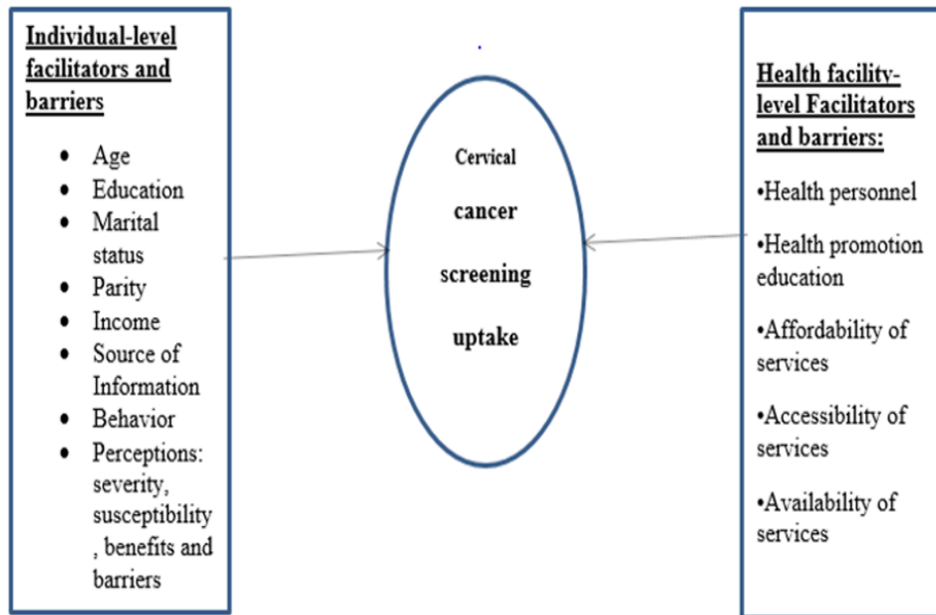 Individual-level
facilitators and
barriers
• Age
• Education
• Marital
status
• Parity
• Income
• Source of
Information
• Behavior
• Perceptions:
severity,
susceptibility
, benefits and
barriers
Cervical
cancer
screening
uptake
Health facility-
level Facilitators
and barriers:
•Health personnel
•Health promotion
education
•Affordability of
services
•Accessibility of
services
•Availability of
services